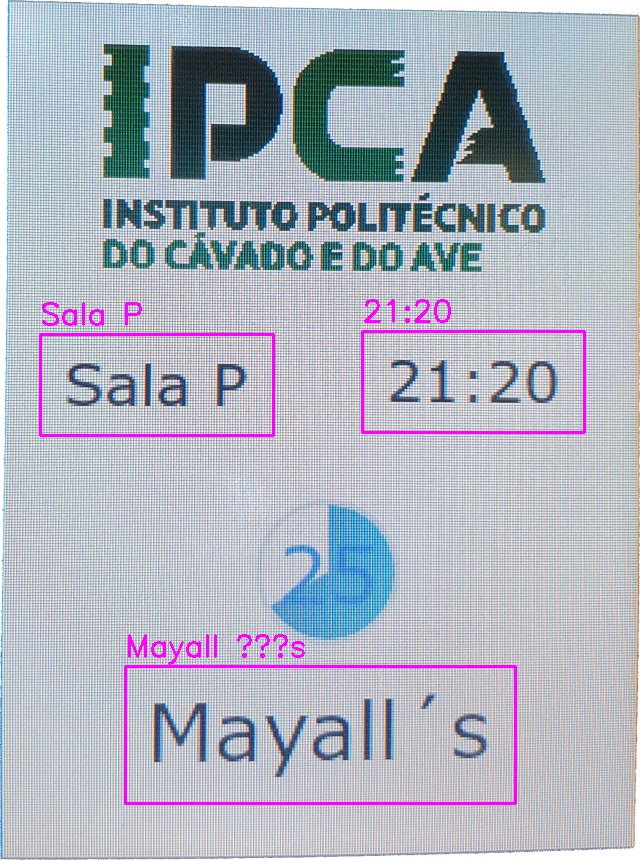 IPCA
INSTITUTO POLITÉCNICO
DO CÁVADO E DO AVE
Sala P 21:20
Sala P 21:20
25
Mayall ???s
Mayall´s